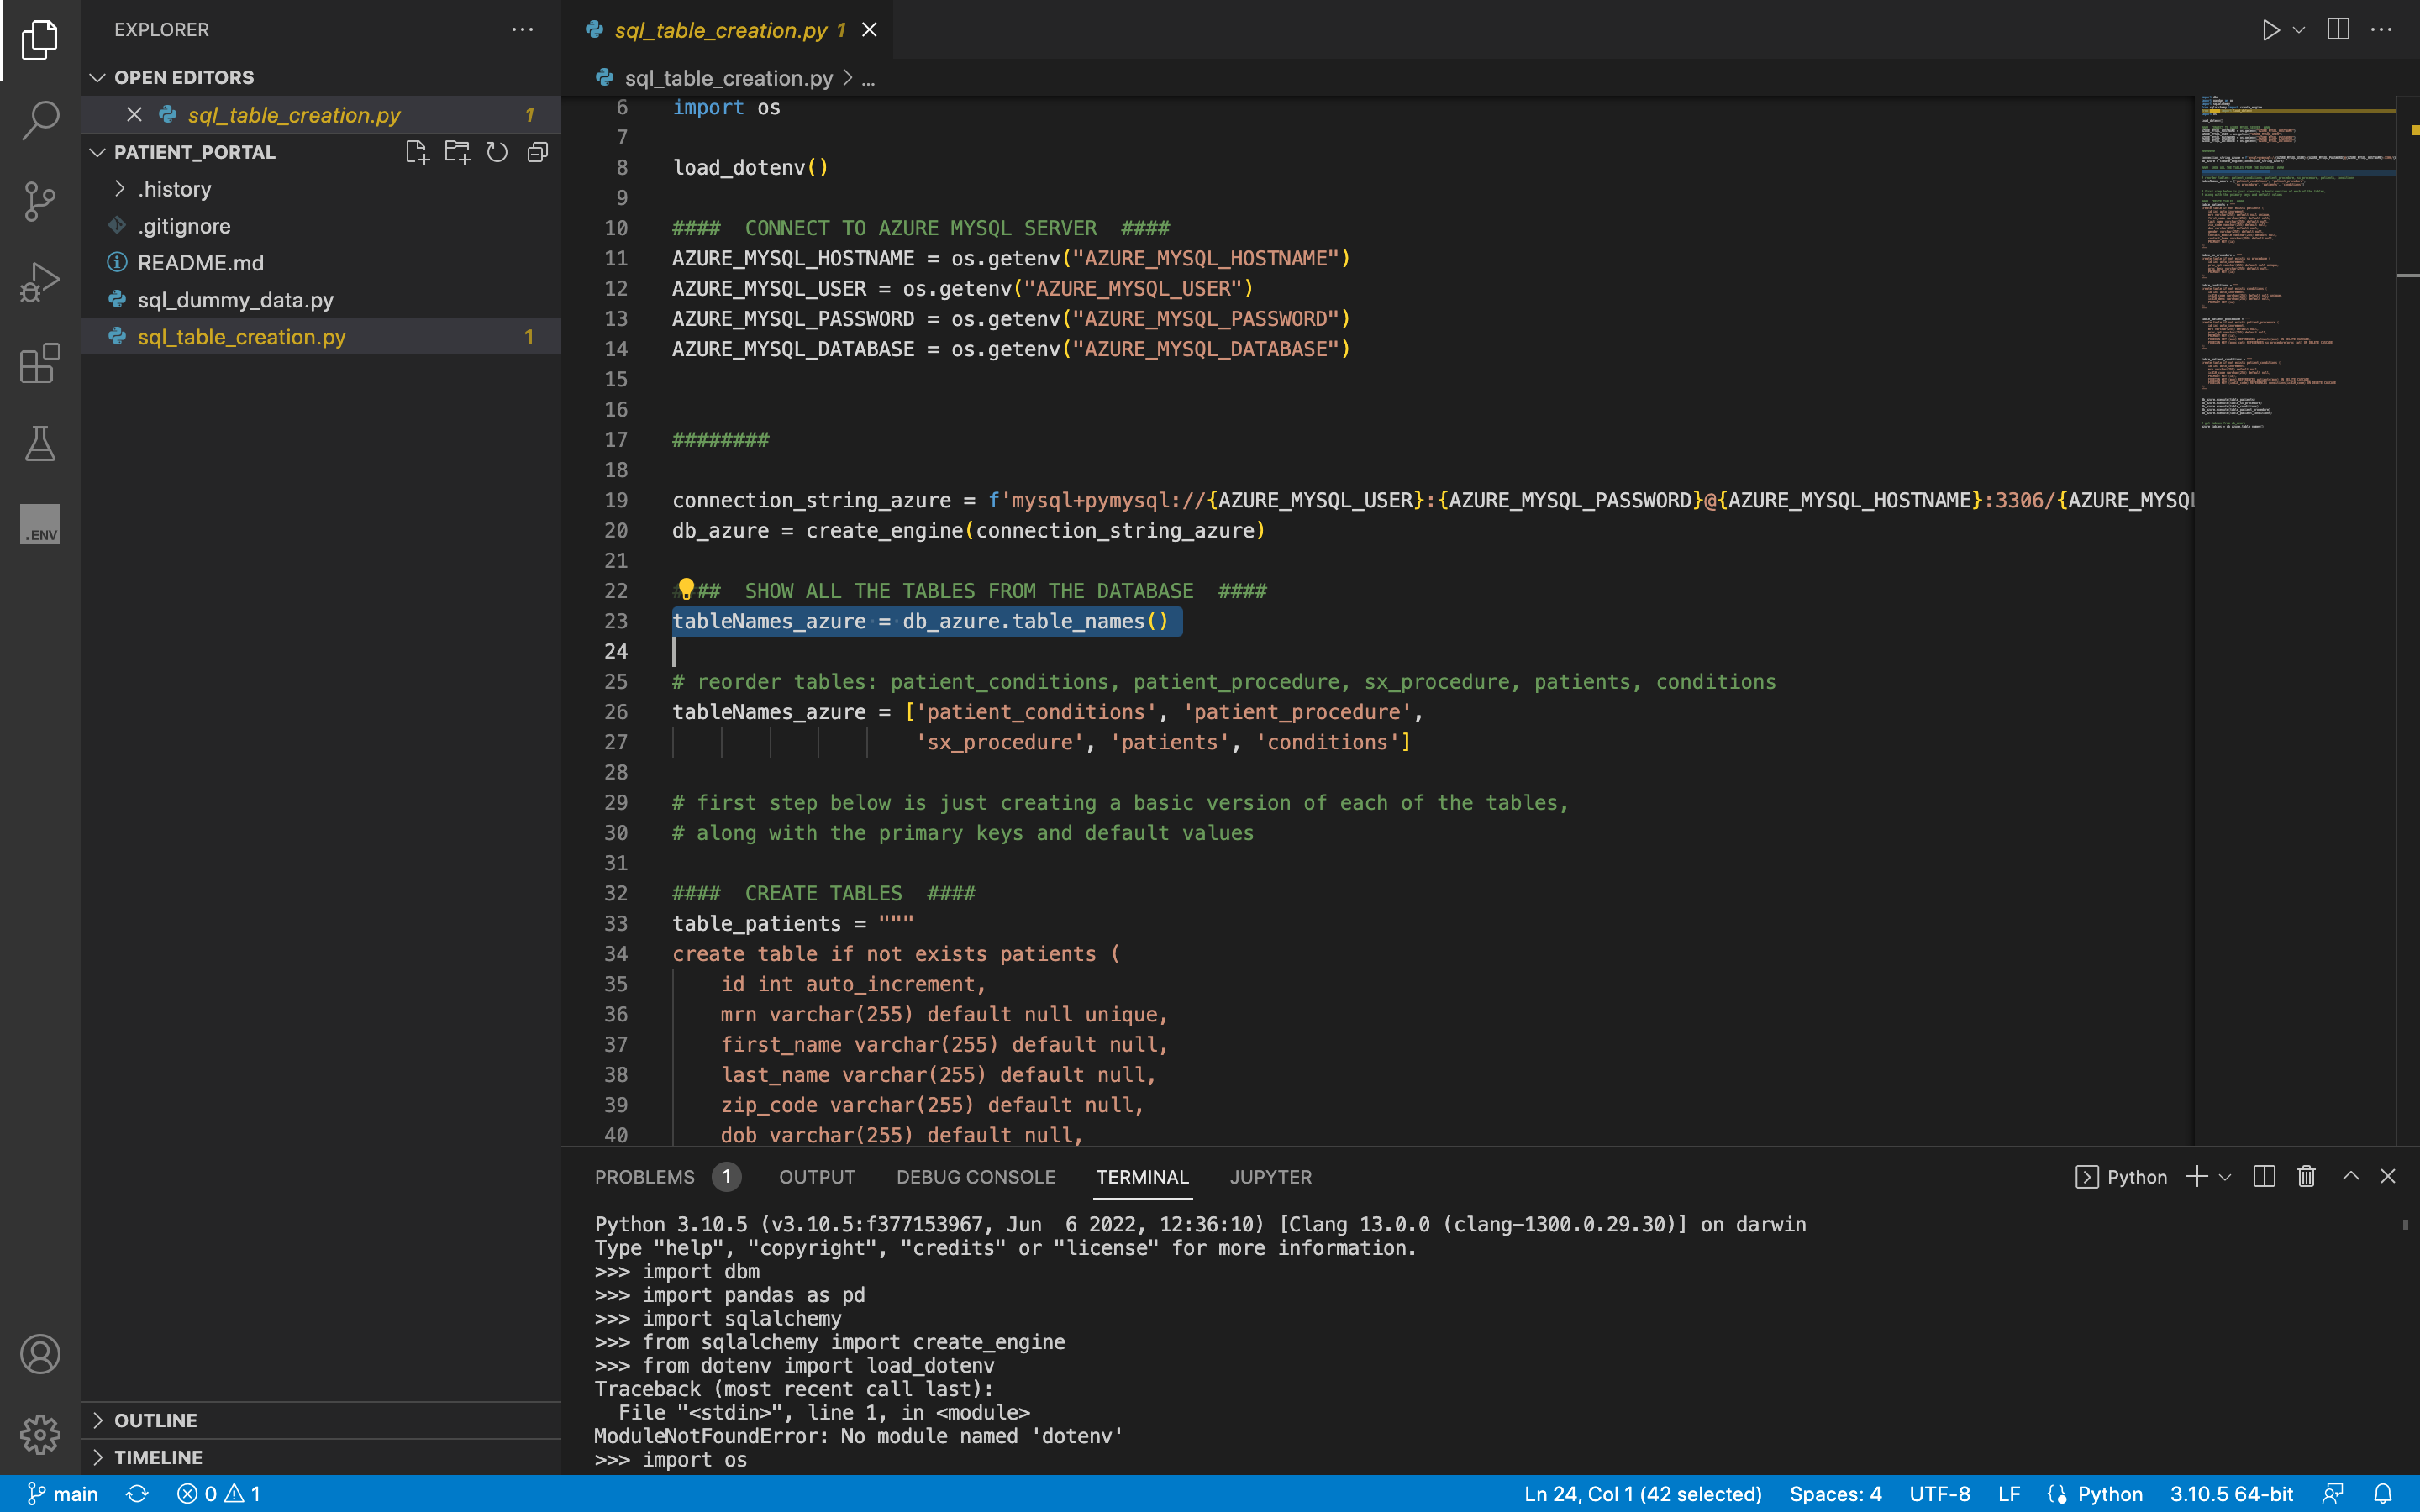 EXPLORER
OPEN EDITORS
sql_table_creation.py 1
PATIENT_PORTAL
.history
.gitignore
README.md
sql_dummy_data.py
sql_table_creation.py 1
OUTLINE
TIMELINE
.ENV
sql_table_creation.py 1
sql_table_creation.py > ...
6 import os
7
8 load_dotenv()
9
10 ####  CONNECT TO AZURE MYSQL SERVER  ####
11 AZURE_MYSQL_HOSTNAME = os.getenv("AZURE_MYSQL_HOSTNAME")
12 AZURE_MYSQL_USER = os.getenv("AZURE_MYSQL_USER")
13 AZURE_MYSQL_PASSWORD = os.getenv("AZURE_MYSQL_PASSWORD")
14 AZURE_MYSQL_DATABASE = os.getenv("AZURE_MYSQL_DATABASE")
15
16
17 ########
18
19 connection_string_azure = f'mysql+pymysql://{AZURE_MYSQL_USER}:{AZURE_MYSQL_PASSWORD}@{AZURE_MYSQL_HOSTNAME}:3306/{AZURE_MYSQL
20 db_azure = create_engine(connection_string_azure)
21
22 ####  SHOW ALL THE TABLES FROM THE DATABASE  ####
23 tableNames_azure = db_azure.table_names()
24
25 # reorder tables: patient_conditions, patient_procedure, sx_procedure, patients, conditions
26 tableNames_azure = ['patient_conditions', 'patient_procedure',
27                     'sx_procedure', 'patients', 'conditions']
28
29 # first step below is just creating a basic version of each of the tables,
30 # along with the primary keys and default values
31
32 ####  CREATE TABLES  ####
33 table_patients = """
34 create table if not exists patients (
35     id int auto_increment,
36     mrn varchar(255) default null unique,
37     first_name varchar(255) default null,
38     last_name varchar(255) default null,
39     zip_code varchar(255) default null,
40     dob varchar(255) default null,
PROBLEMS 1 OUTPUT DEBUG CONSOLE TERMINAL JUPYTER Python
Python 3.10.5 (v3.10.5:f377153967, Jun  6 2022, 12:36:10) [Clang 13.0.0 (clang-1300.0.29.30)] on darwin
Type "help", "copyright", "credits" or "license" for more information.
>>> import dbm
>>> import pandas as pd
>>> import sqlalchemy
>>> from sqlalchemy import create_engine
>>> from dotenv import load_dotenv
Traceback (most recent call last):
  File "<stdin>", line 1, in <module>
ModuleNotFoundError: No module named 'dotenv'
>>> import os
main 0 1 Ln 24, Col 1 (42 selected) Spaces: 4 UTF-8 LF Python 3.10.5 64-bit